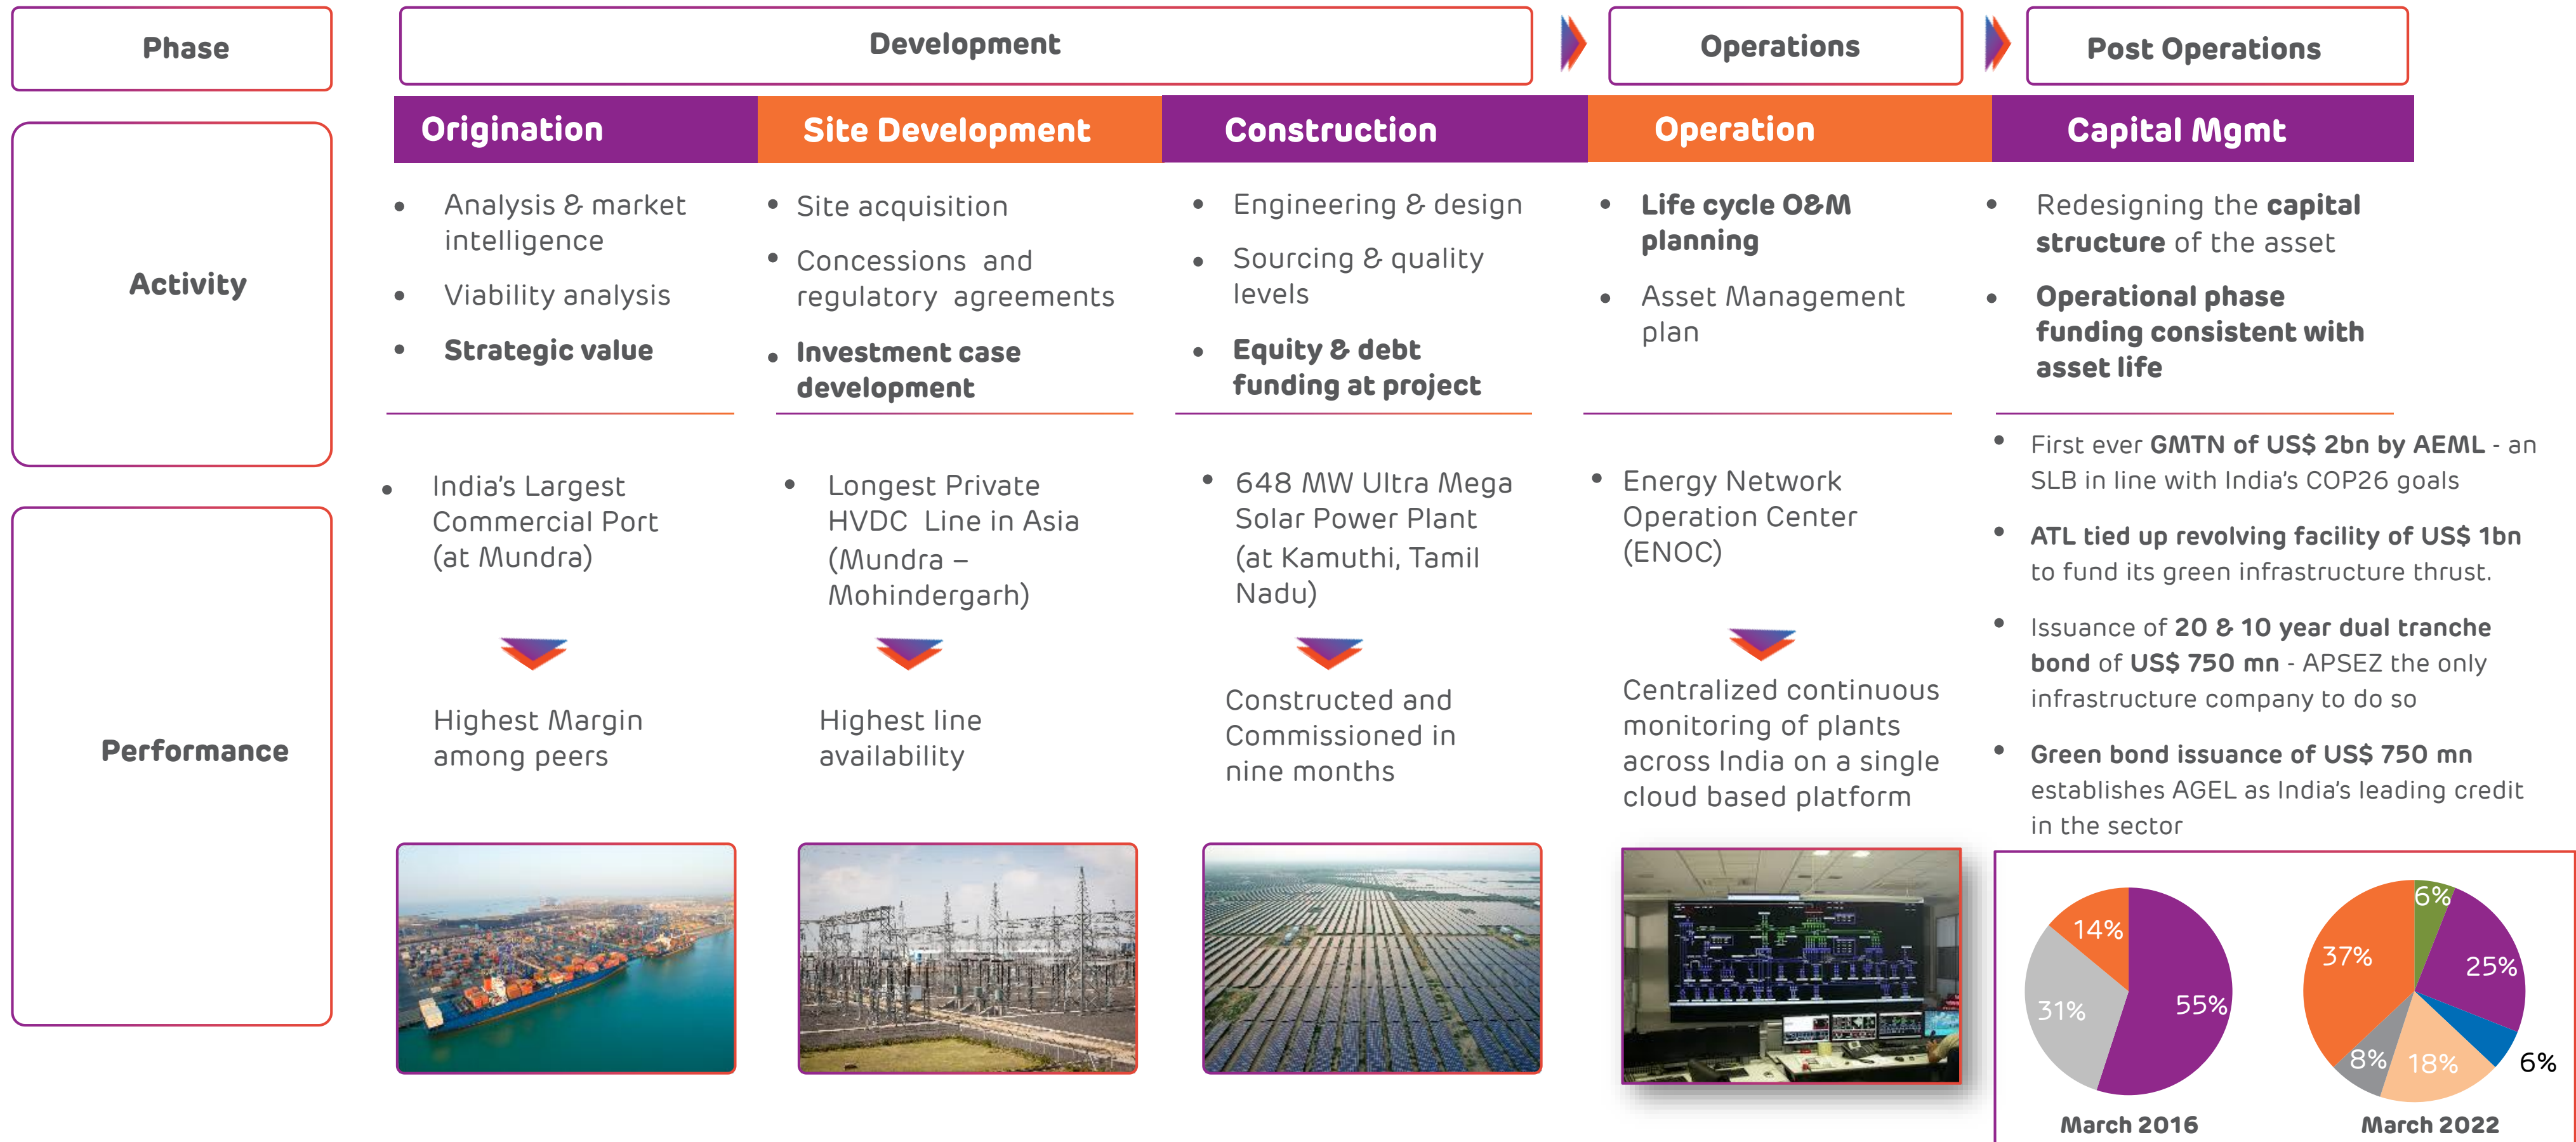 Phase
Development
Operations
Post Operations
Activity
Origination
Site Development
Construction
Operation
Capital Mgmt
• Analysis & market
intelligence
• Viability analysis
• Strategic value
• Site acquisition
• Concessions and
regulatory agreements
• Investment case
development
• Engineering & design
• Sourcing & quality
levels
• Equity & debt
funding at project
• Life cycle O&M
planning
• Asset Management
plan
• Redesigning the capital
structure of the asset
• Operational phase
funding consistent with
asset life
Performance
• India's Largest
Commercial Port
(at Mundra)
Highest Margin
among peers
• Longest Private
HVDC Line in Asia
(Mundra –
Mohindergarh)
Highest line
availability
• 648 MW Ultra Mega
Solar Power Plant
(at Kamuthi, Tamil
Nadu)
Constructed and
Commissioned in
nine months
• Energy Network
Operation Center
(ENOC)
Centralized continuous
monitoring of plants
across India on a single
cloud based platform
• First ever GMTN of US$ 2bn by AEML - an
SLB in line with India's COP26 goals
• ATL tied up revolving facility of US$ 1bn
to fund its green infrastructure thrust.
• Issuance of 20 & 10 year dual tranche
bond of US$ 750 mn - APSEZ the only
infrastructure company to do so
• Green bond issuance of US$ 750 mn
establishes AGEL as India's leading credit
in the sector
14%
31%
55%
March 2016
6%
37%
25%
8%
18%
6%
March 2022